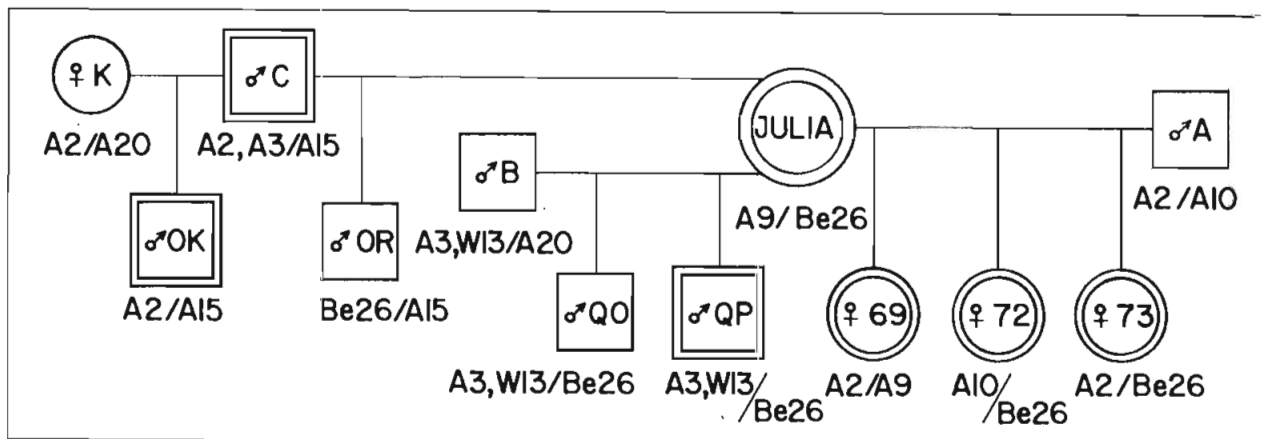 ♀ K
♂ C
JULIA
♂ A
A2/A20
A2, A3/A15
♂ B
A9/Be26
A2/A10
♂ OK
♂ OR
A3, W13/A20
A2/A15
Be26/A15
♂ QO
♂ QP
♀ 69
♀ 72
♀ 73
A3, W13/Be26
A3, W13
/Be26
A2/A9
A10
/Be26
A2/Be26